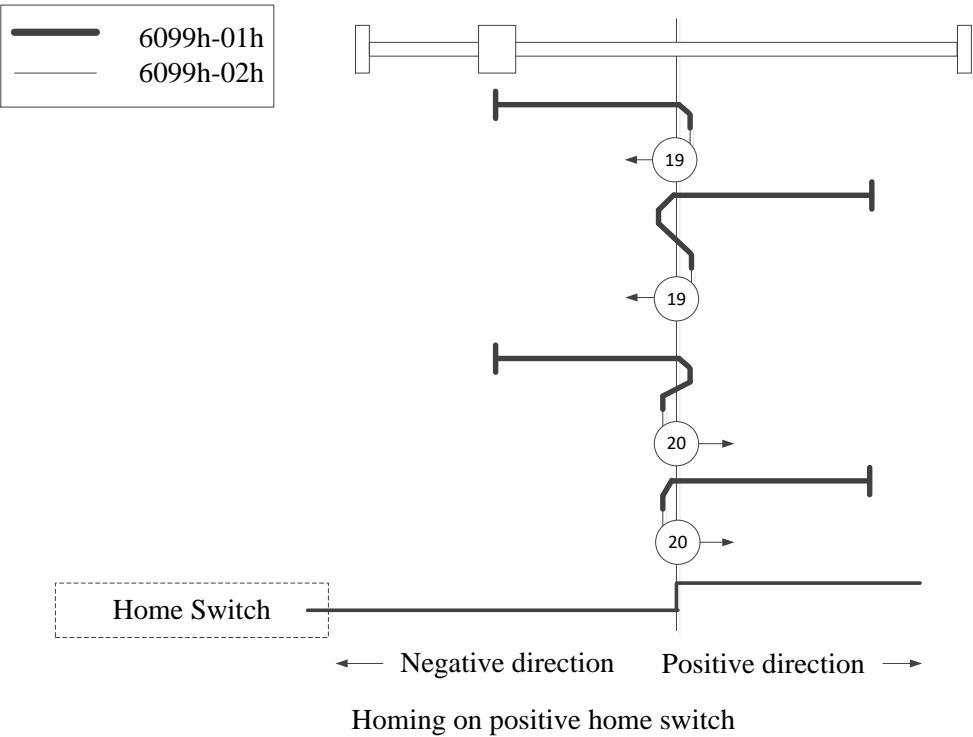 6099h-01h
6099h-02h
19
19
20
20
Home Switch
Negative direction Positive direction
Homing on positive home switch